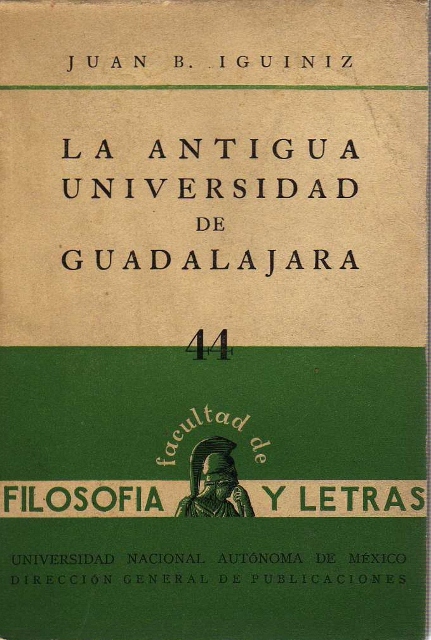 JUAN B. IGUINIZ
LA ANTIGUA
UNIVERSIDAD
DE
GUADALAJARA
44
facultad de
FILOSOFIA Y LETRAS
UNIVERSIDAD NACIONAL AUTÓNOMA DE MÉXICO
DIRECCIÓN GENERAL DE PUBLICACIONES